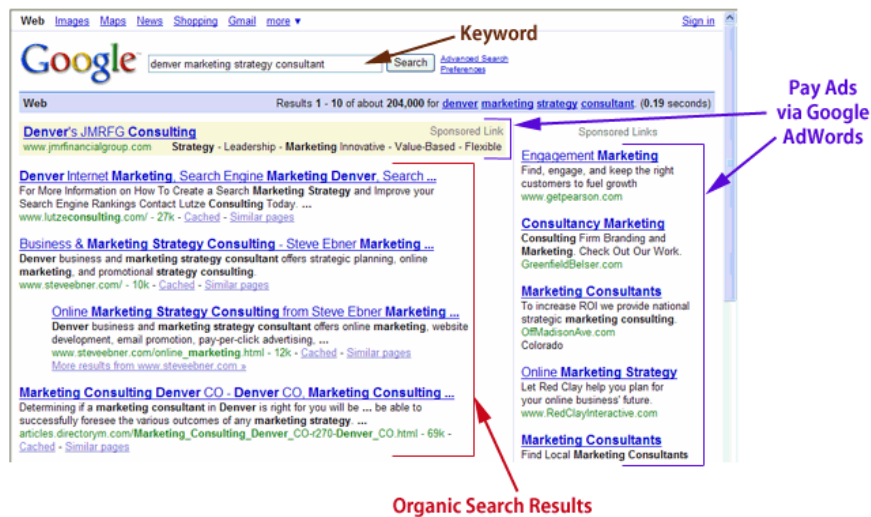 Web Images Maps News Shopping Gmail more ▼ Sign in
Keyword
Google denver marketing strategy consultant Search Advanced Search
Preferences
Web Results 1 - 10 of about 204,000 for denver marketing strategy consultant. (0.19 seconds)
Pay Ads
via Google
AdWords
Denver's JMRFG Consulting Sponsored Link
www.jmrfinancialgroup.com Strategy - Leadership - Marketing Innovative - Value-Based - Flexible
Denver Internet Marketing, Search Engine Marketing Denver, Search ...
For More Information on How To Create a Search Marketing Strategy and Improve your
Search Engine Rankings Contact Lutze Consulting Today. ...
www.lutzeconsulting.com/ - 27k - Cached - Similar pages
Business & Marketing Strategy Consulting - Steve Ebner Marketing ...
Denver business and marketing strategy consultant offers strategic planning, online
marketing, and promotional strategy consulting.
www.steveebner.com/ - 10k - Cached - Similar pages
Online Marketing Strategy Consulting from Steve Ebner Marketing ...
Denver business and marketing strategy consultant offers online marketing, website
development, email promotion, pay-per-click advertising, ...
www.steveebner.com/online_marketing.html - 12k - Cached - Similar pages
More results from www.steveebner.com »
Marketing Consulting Denver CO - Denver CO, Marketing Consulting ...
Determining if a marketing consultant in Denver is right for you will be ... be able to
successfully foresee the various outcomes of any marketing strategy. ...
articles.directorym.com/Marketing_Consulting_Denver_CO-r270-Denver_CO.html - 69k -
Cached - Similar pages
Sponsored Links
Engagement Marketing
Find, engage, and keep the right
customers to fuel growth
www.getpearson.com
Consultancy Marketing
Consulting Firm Branding and
Marketing. Check Out Our Work.
GreenfieldBelser.com
Marketing Consultants
To increase ROI we provide national
strategic marketing consulting.
OffMadisonAve.com
Colorado
Online Marketing Strategy
Let Red Clay help you plan for
your online business' future.
www.RedClayInteractive.com
Marketing Consultants
Find Local Marketing Consultants
Organic Search Results